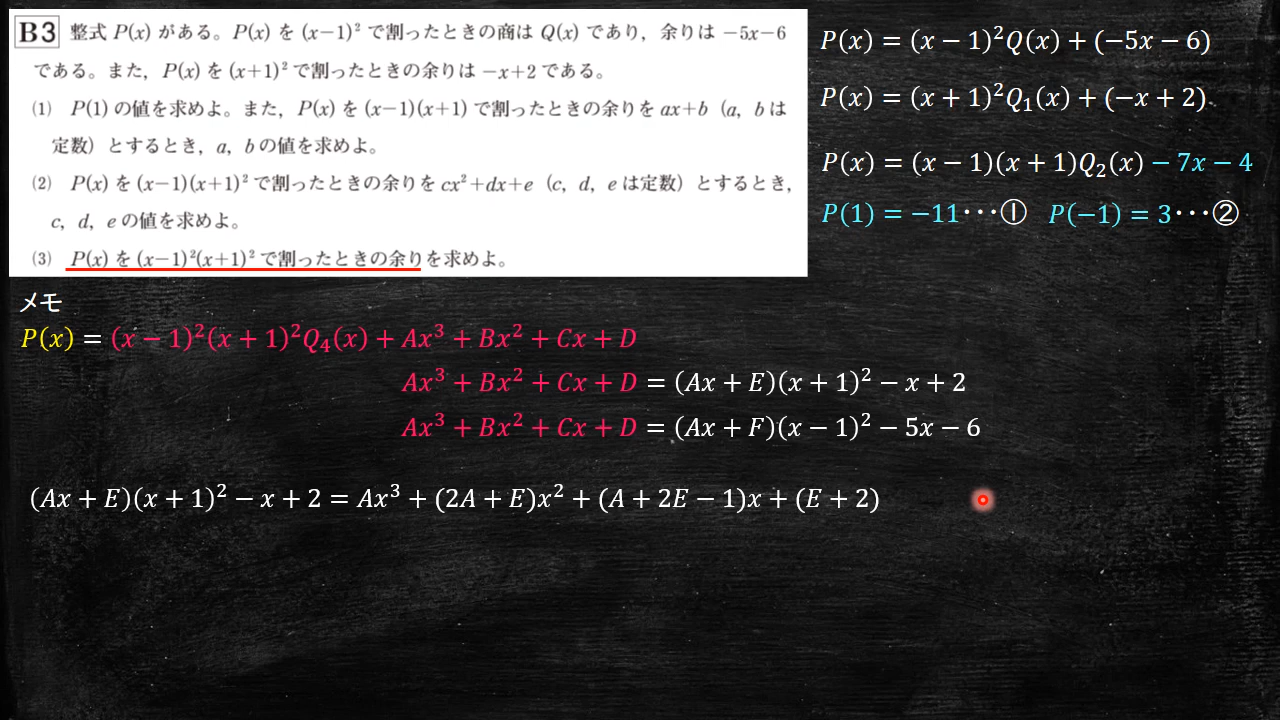 B3 整式 P(x) がある。P(x) を (x−1)² で割ったときの商は Q(x) であり，余りは −5x−6
である。また，P(x) を (x+1)² で割ったときの余りは −x+2 である。
(1) P(1) の値を求めよ。また，P(x) を (x−1)(x+1) で割ったときの余りを ax+b (a, b は
定数) とするとき，a, b の値を求めよ。
(2) P(x) を (x−1)(x+1)² で割ったときの余りを cx²+dx+e (c, d, e は定数) とするとき，
c, d, e の値を求めよ。
(3) P(x) を (x−1)²(x+1)² で割ったときの余りを求めよ。
P(x) = (x − 1)²Q(x) + (−5x − 6)
P(x) = (x + 1)²Q₁(x) + (−x + 2)
P(x) = (x − 1)(x + 1)Q₂(x) − 7x − 4
P(1) = −11⋯① P(−1) = 3⋯②
メモ
P(x) = (x − 1)²(x + 1)²Q₄(x) + Ax³ + Bx² + Cx + D
Ax³ + Bx² + Cx + D = (Ax + E)(x + 1)² − x + 2
Ax³ + Bx² + Cx + D = (Ax + F)(x − 1)² − 5x − 6
(Ax + E)(x + 1)² − x + 2 = Ax³ + (2A + E)x² + (A + 2E − 1)x + (E + 2)